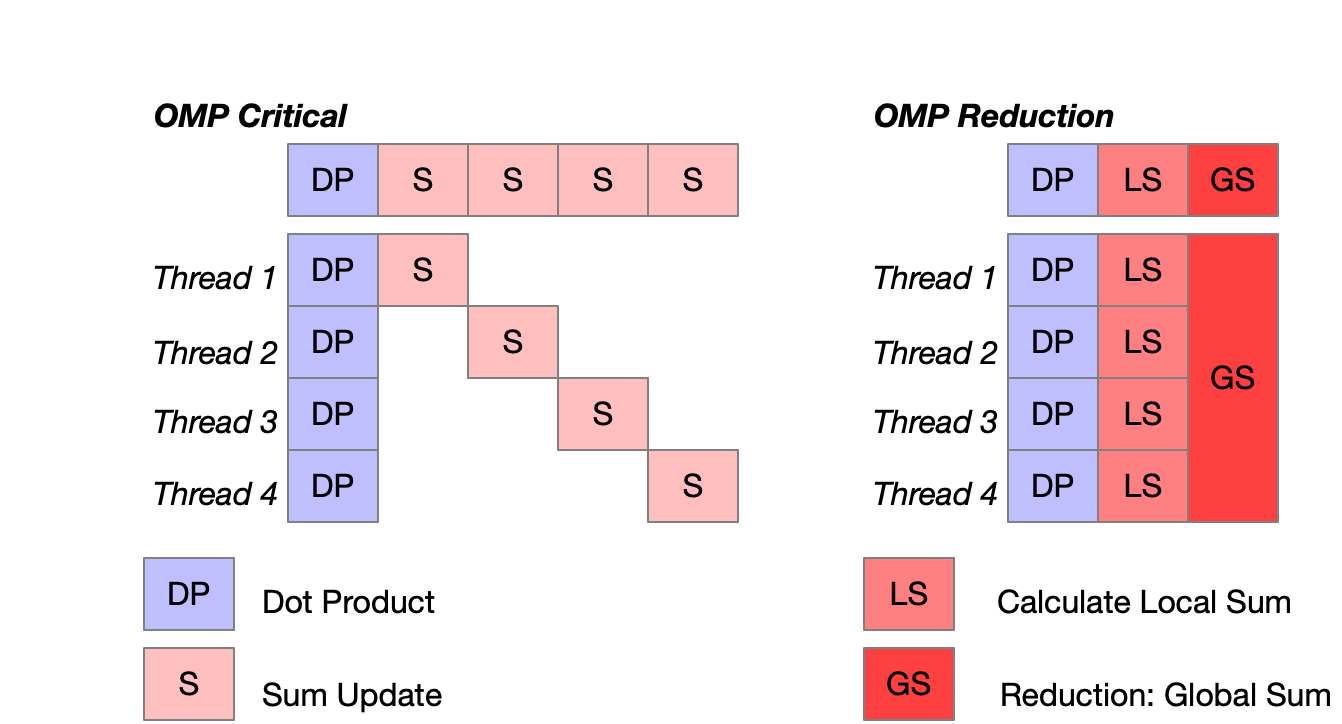 OMP Critical
DP S S S S
Thread 1 DP S
Thread 2 DP S
Thread 3 DP S
Thread 4 DP S
DP Dot Product
S Sum Update
OMP Reduction
DP LS GS
Thread 1 DP LS
Thread 2 DP LS
GS
Thread 3 DP LS
Thread 4 DP LS
LS Calculate Local Sum
GS Reduction: Global Sum